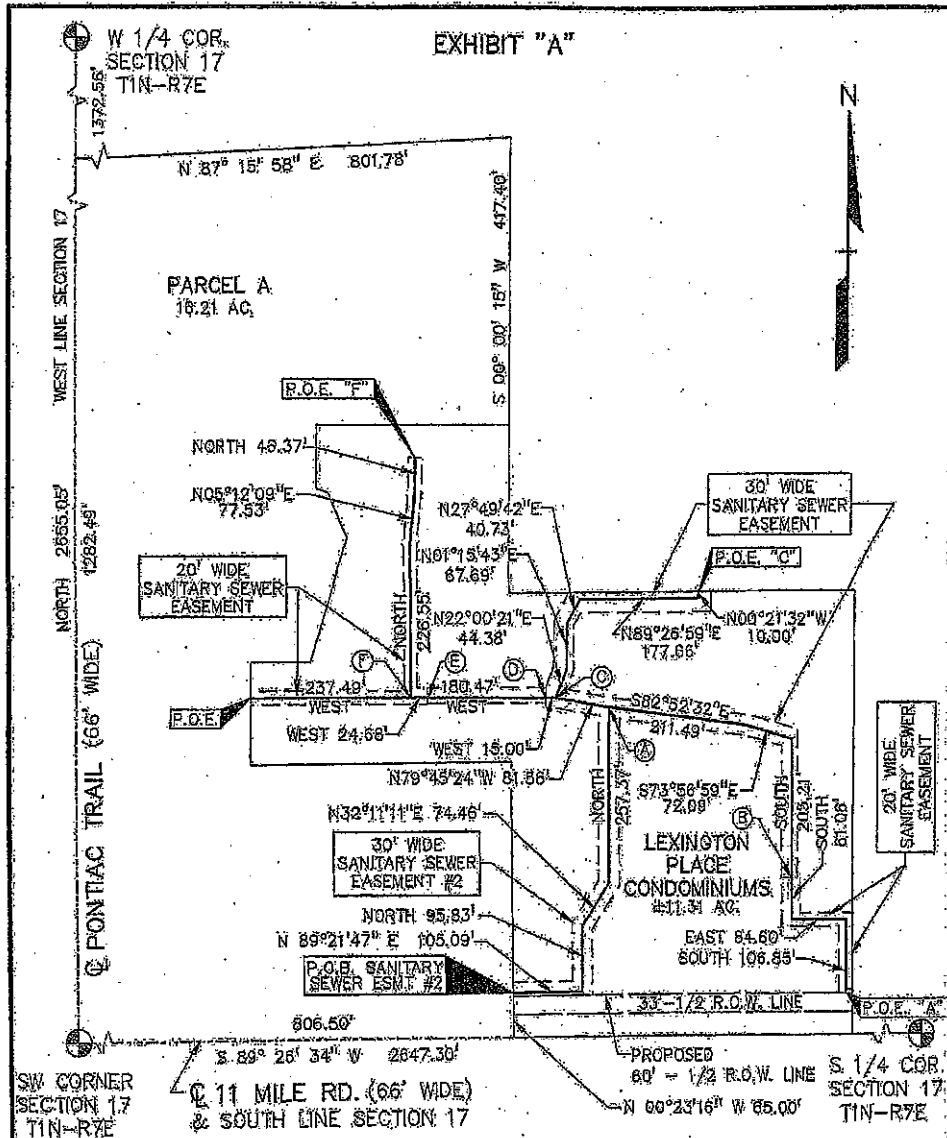 EXHIBIT "A"
W 1/4 COR.
SECTION 17
T1N-R7E
1372.56'
N
N 87° 15' 58" E 801.78'
S 00° 00' 15" W 417.40'
WEST LINE SECTION 17
PARCEL A
16.21 AC.
P.O.E. "F"
NORTH 48.37'
N05°12'09"E
77.53'
N27°49'42"E
40.73'
30' WIDE
SANITARY SEWER
EASEMENT
N01°15'43"E
67.69'
P.O.E. "C"
NORTH 2655.05'
1282.49'
20' WIDE
SANITARY SEWER
EASEMENT
NORTH
226.55'
N22°00'21"E
44.38'
N00°21'32"W
10.00'
N89°26'59"E
177.66'
F
E
D
C
237.49'
WEST
180.47'
WEST
S82°52'32"E
211.49'
P.O.E.
WEST 24.68'
WEST 15.00'
A
N79°45'24"W 81.66'
S73°56'59"E
72.09'
20' WIDE
SANITARY SEWER
EASEMENT
NORTH
257.37'
B
SOUTH
203.21'
SOUTH
61.06'
N32°11'11"E 74.46'
30' WIDE
SANITARY SEWER
EASEMENT #2
LEXINGTON
PLACE
CONDOMINIUMS
±11.31 AC.
NORTH 95.83'
EAST 54.60'
N 89°21'47" E 105.09'
SOUTH 106.85'
P.O.B. SANITARY
SEWER ESMT #2
33'-1/2 R.O.W. LINE
P.O.E. "A"
℄ PONTIAC TRAIL (66' WIDE)
806.50'
S 89° 26' 34" W 2647.30'
PROPOSED
60' - 1/2 R.O.W. LINE
SW CORNER
SECTION 17
T1N-R7E
℄ 11 MILE RD. (66' WIDE)
& SOUTH LINE SECTION 17
N 00°23'16" W 65.00'
S 1/4 COR.
SECTION 17
T1N-R7E